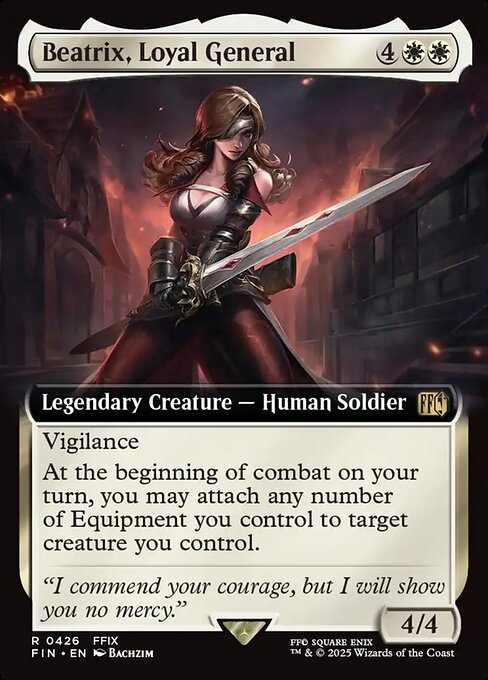 Beatrix, Loyal General 4
Legendary Creature — Human Soldier
Vigilance
At the beginning of combat on your
turn, you may attach any number
of Equipment you control to target
creature you control.
“I commend your courage, but I will show
you no mercy.”
4/4
R 0426 FFIX
FIN • EN Bachzim
FF© SQUARE ENIX
™ & © 2025 Wizards of the Coast